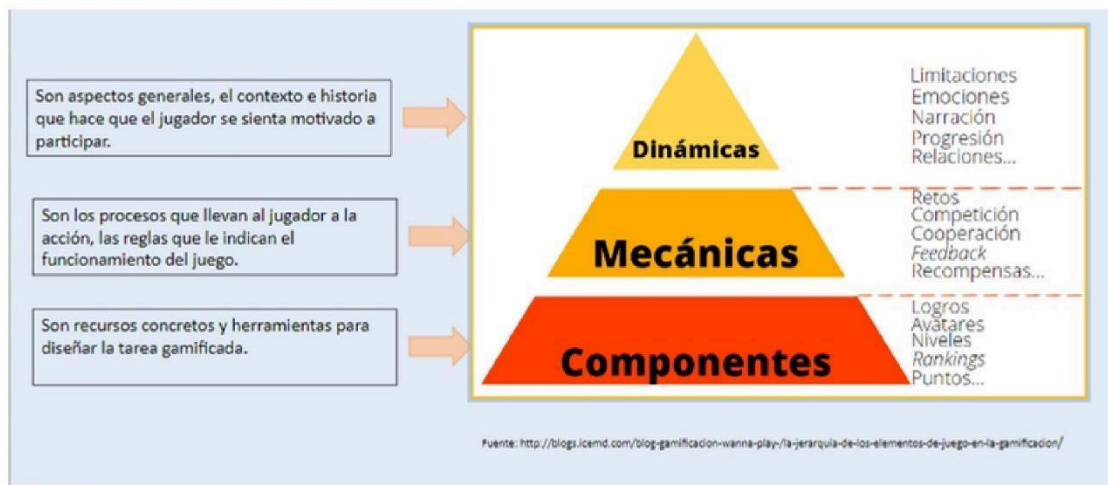 Son aspectos generales, el contexto e historia
que hace que el jugador se sienta motivado a
participar.
Dinámicas
Limitaciones
Emociones
Narración
Progresión
Relaciones...
Son los procesos que llevan al jugador a la
acción, las reglas que le indican el
funcionamiento del juego.
Mecánicas
Retos
Competición
Cooperación
Feedback
Recompensas...
Son recursos concretos y herramientas para
diseñar la tarea gamificada.
Componentes
Logros
Avatares
Niveles
Rankings
Puntos...
Fuente: http://blogs.icemd.com/blog-gamificacion-wanna-play-/la-jerarquia-de-los-elementos-de-juego-en-la-gamificacion/